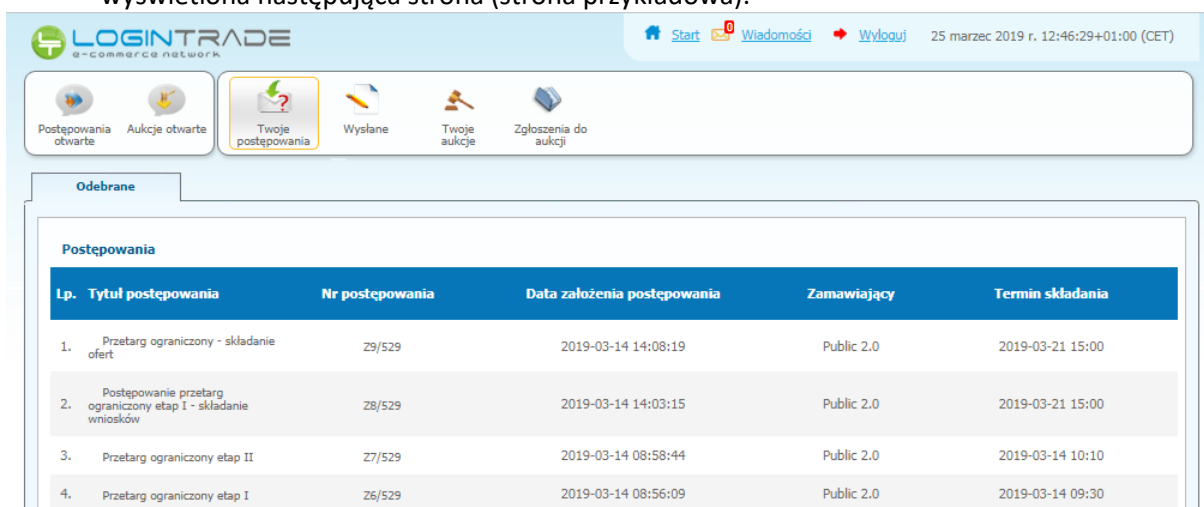 wyświetlona następująca strona (strona przykładowa):
LOGINTRADE
e-commerce network
Start 0 Wiadomości Wyloguj 25 marzec 2019 r. 12:46:29+01:00 (CET)
Postępowania otwarte Aukcje otwarte Twoje postępowania Wysłane Twoje aukcje Zgłoszenia do aukcji
Odebrane
Postępowania
Lp. Tytuł postępowania Nr postępowania Data założenia postępowania Zamawiający Termin składania
1. Przetarg ograniczony - składanie
ofert Z9/529 2019-03-14 14:08:19 Public 2.0 2019-03-21 15:00
2. Postępowanie przetarg
ograniczony etap I - składanie
wniosków Z8/529 2019-03-14 14:03:15 Public 2.0 2019-03-21 15:00
3. Przetarg ograniczony etap II Z7/529 2019-03-14 08:58:44 Public 2.0 2019-03-14 10:10
4. Przetarg ograniczony etap I Z6/529 2019-03-14 08:56:09 Public 2.0 2019-03-14 09:30